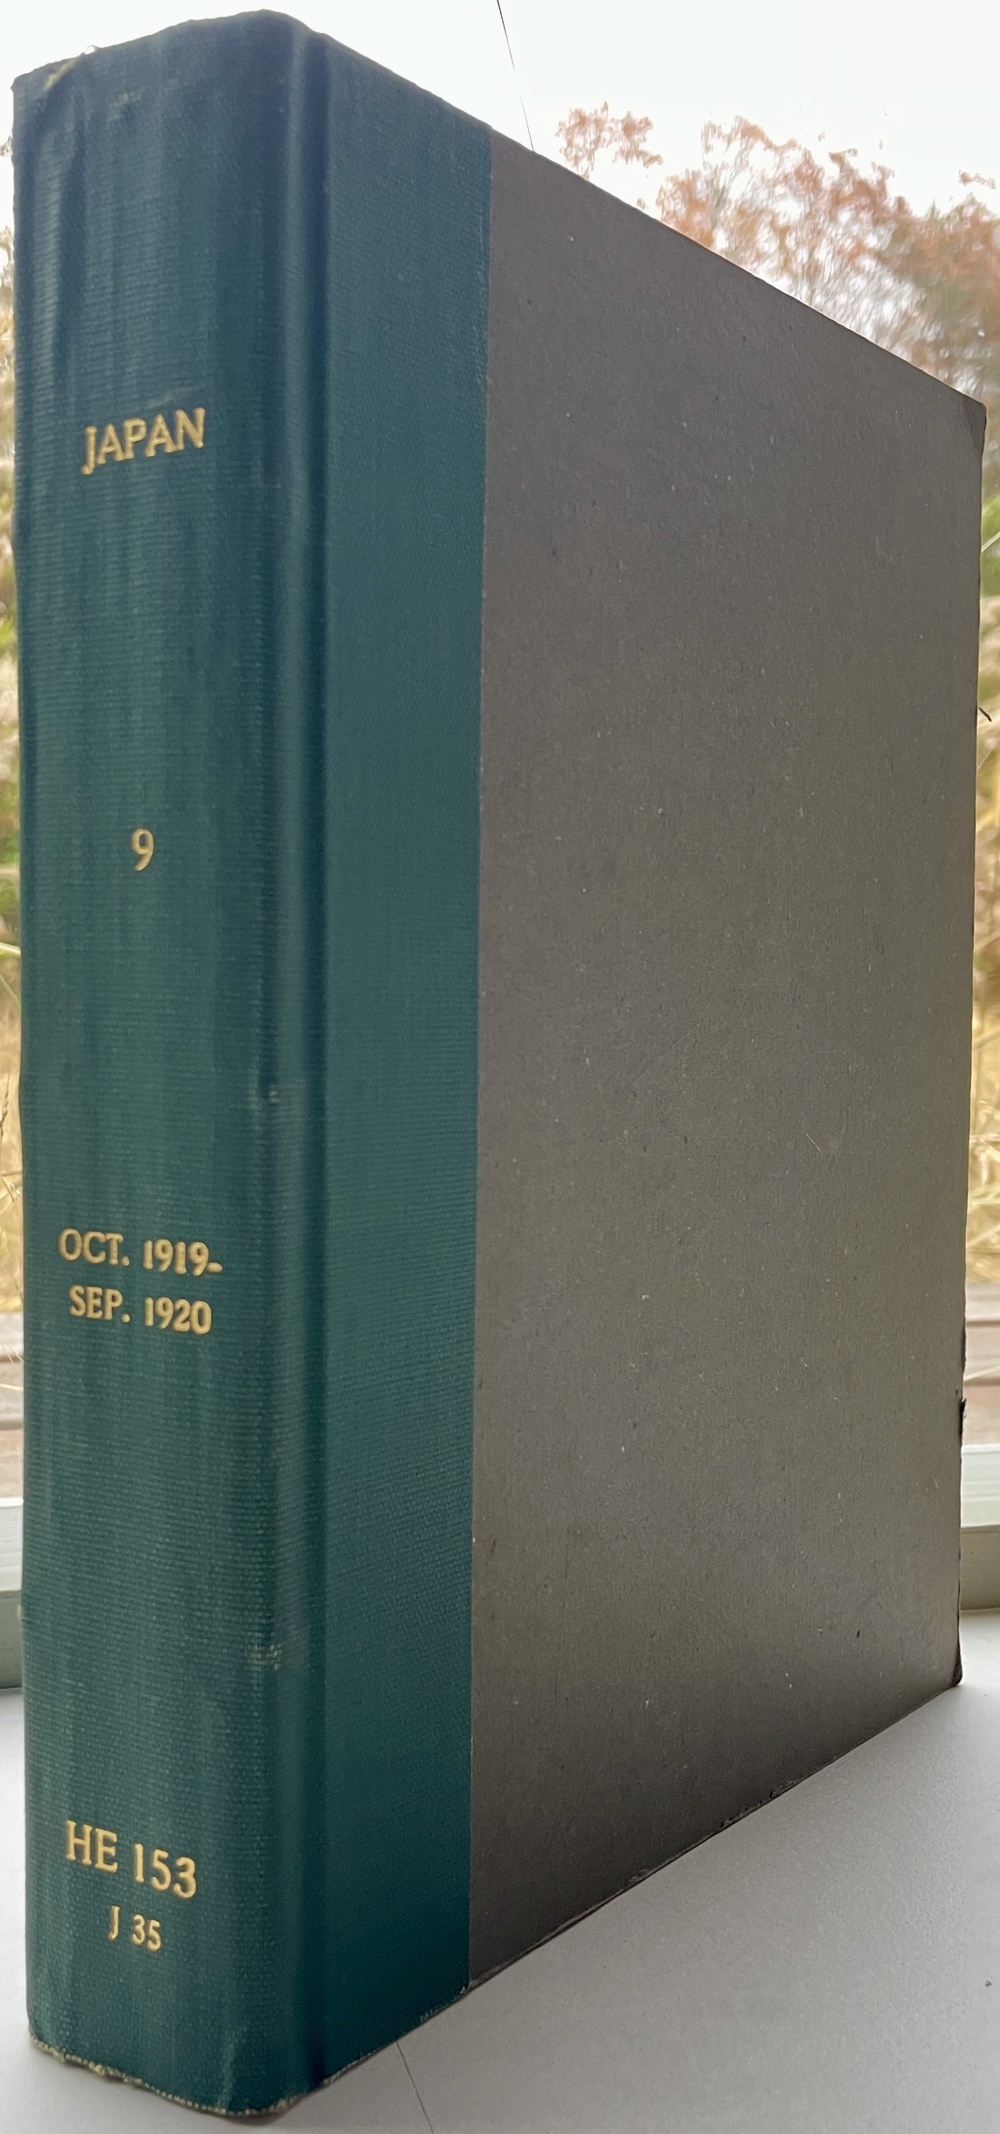 JAPAN
9
OCT. 1919-
SEP. 1920
HE 153
J 35